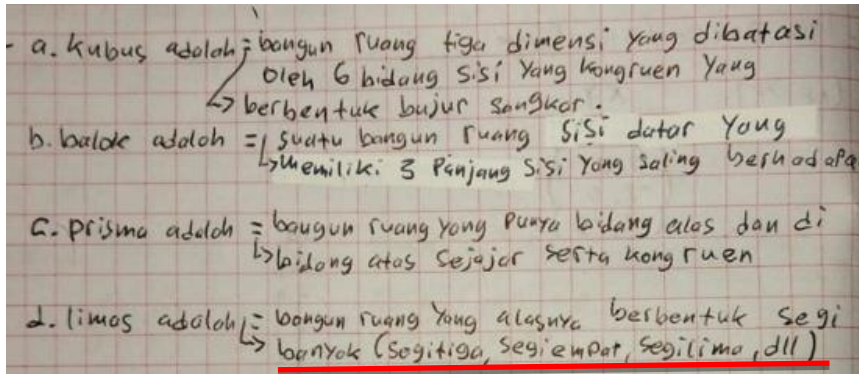 - a. Kubus adalah = bangun ruang tiga dimensi yang dibatasi
oleh 6 bidang sisi yang kongruen yang
↳ berbentuk bujur sangkar.
b. balok adalah = suatu bangun ruang sisi datar yang
↳ memiliki 3 panjang sisi yang saling berhadapa
c. prisma adalah = bangun ruang yang punya bidang alas dan di
↳ bidang atas sejajar serta kongruen
d. limas adalah = bangun ruang yang alasnya berbentuk segi
↳ banyak (segitiga, segiempat, segilima, dll)